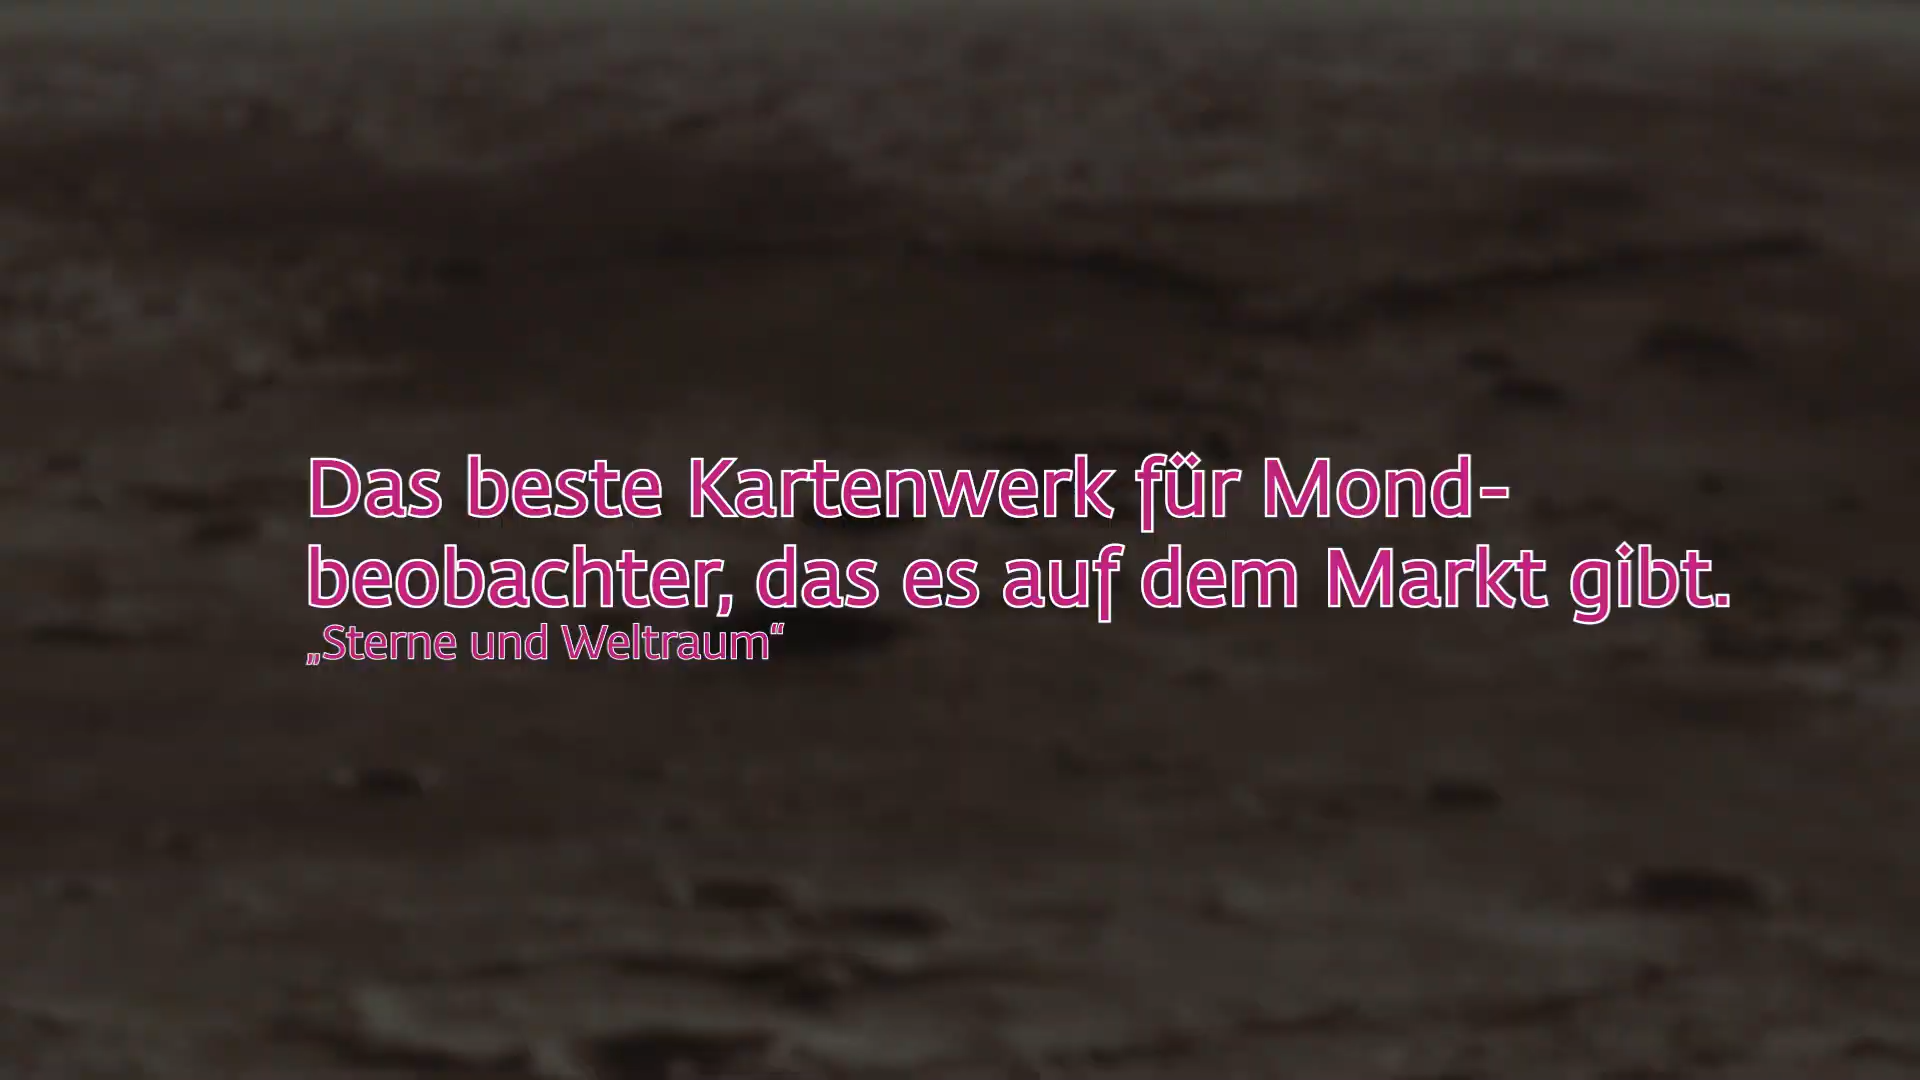 Das beste Kartenwerk für Mond-
beobachter, das es auf dem Markt gibt.
„Sterne und Weltraum“